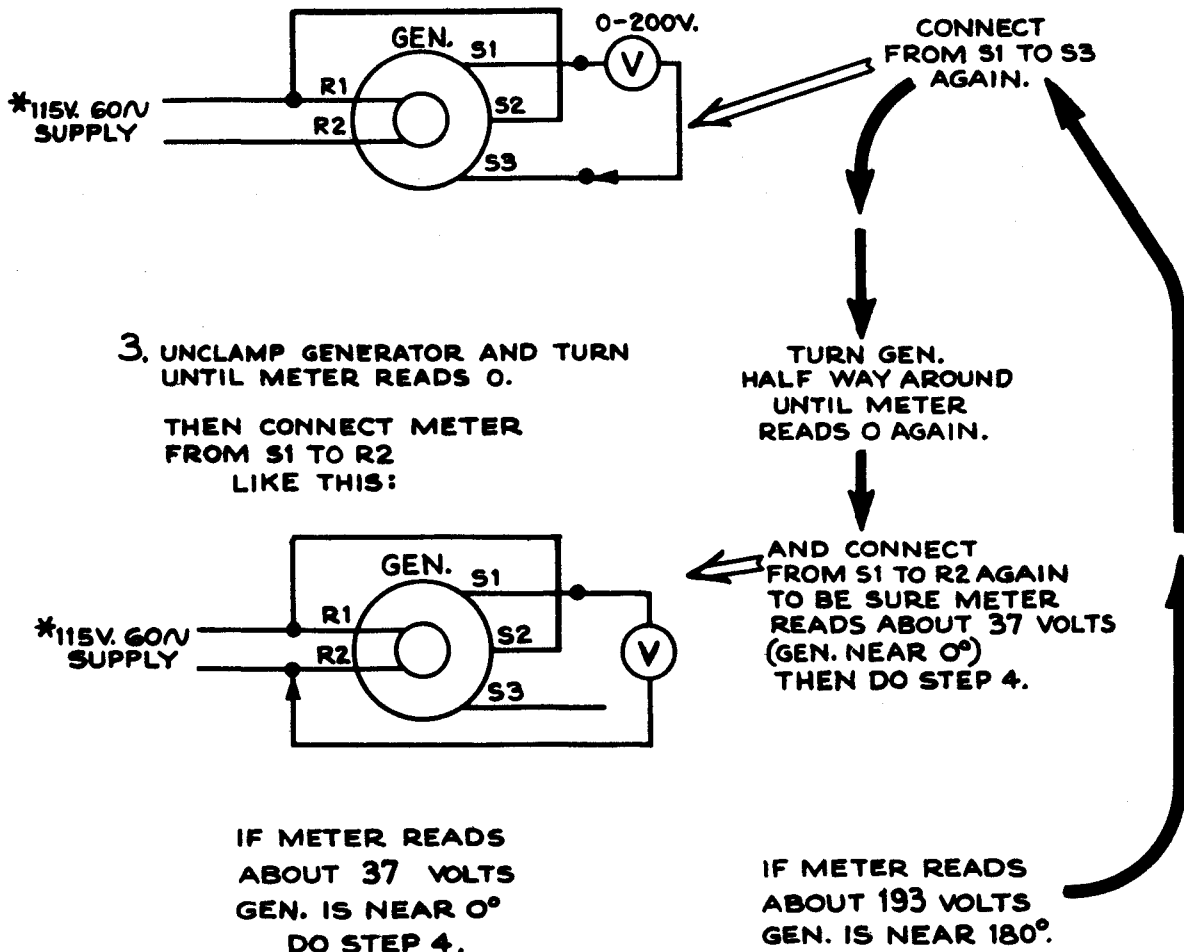 GEN.
S1
0-200V.
V
R1
S2
*115V. 60~
SUPPLY
R2
S3
CONNECT
FROM S1 TO S3
AGAIN.
3. UNCLAMP GENERATOR AND TURN
UNTIL METER READS 0.
THEN CONNECT METER
FROM S1 TO R2
LIKE THIS:
TURN GEN.
HALF WAY AROUND
UNTIL METER
READS 0 AGAIN.
GEN.
S1
R1
S2
*115V. 60~
SUPPLY
R2
V
S3
AND CONNECT
FROM S1 TO R2 AGAIN
TO BE SURE METER
READS ABOUT 37 VOLTS
(GEN. NEAR 0°)
THEN DO STEP 4.
IF METER READS
ABOUT 37 VOLTS
GEN. IS NEAR 0°
DO STEP 4.
IF METER READS
ABOUT 193 VOLTS
GEN. IS NEAR 180°.